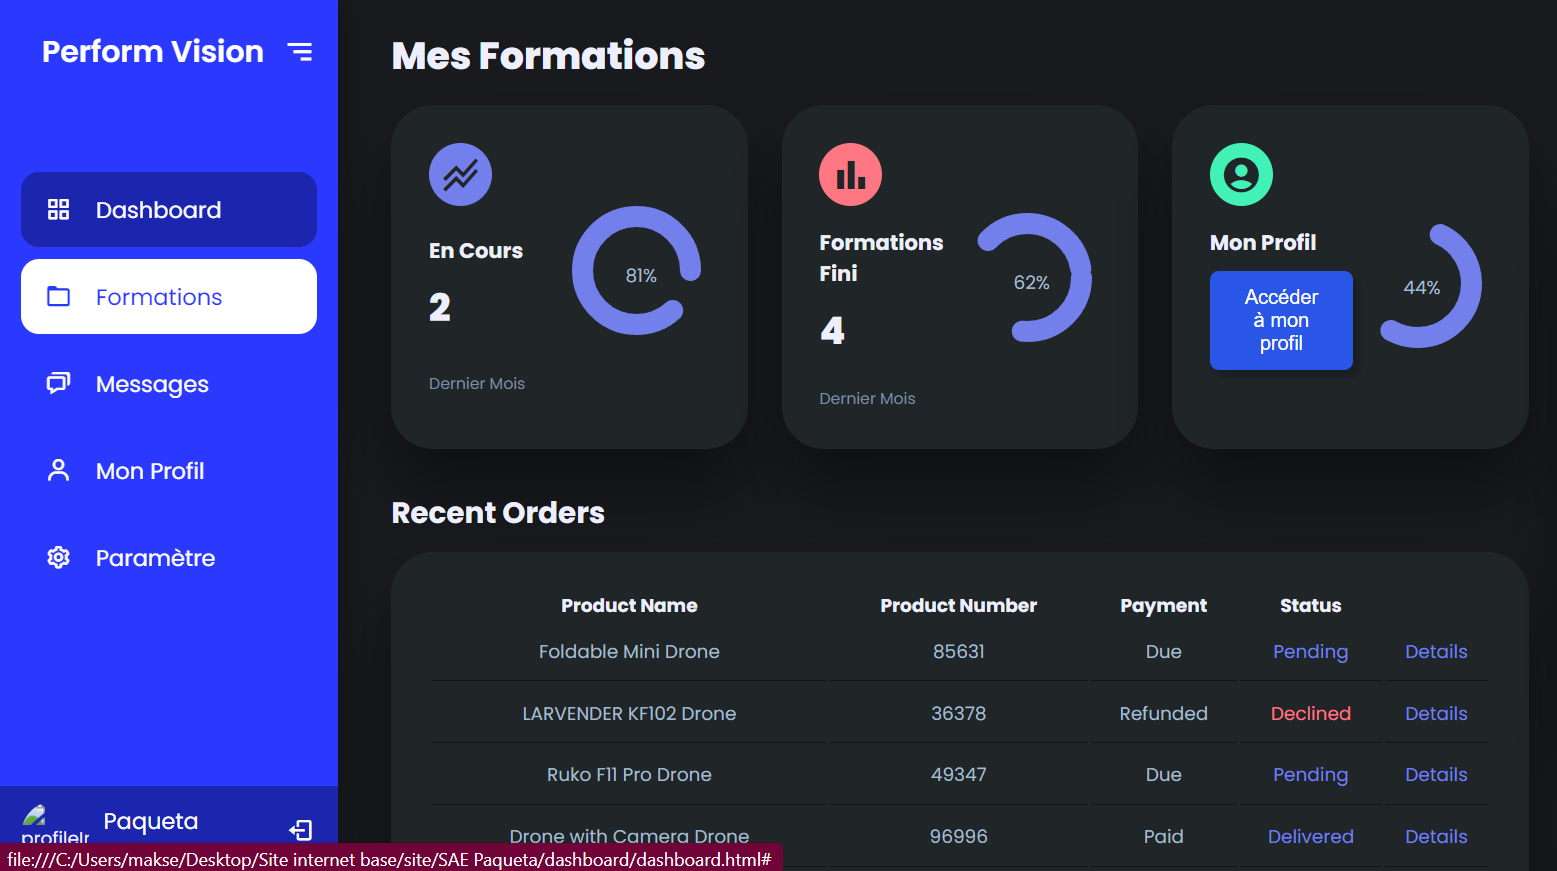 Perform Vision
Dashboard
Formations
Messages
Mon Profil
Paramètre
Paqueta
Mes Formations
En Cours
2
81%
Dernier Mois
Formations
Fini
4
62%
Dernier Mois
Mon Profil
Accéder
à mon
profil
44%
Recent Orders
Product Name Product Number Payment Status
Foldable Mini Drone 85631 Due Pending Details
LARVENDER KF102 Drone 36378 Refunded Declined Details
Ruko F11 Pro Drone 49347 Due Pending Details
Drone with Camera Drone 96996 Paid Delivered Details
file:///C:/Users/makse/Desktop/Site internet base/site/SAE Paqueta/dashboard/dashboard.html#